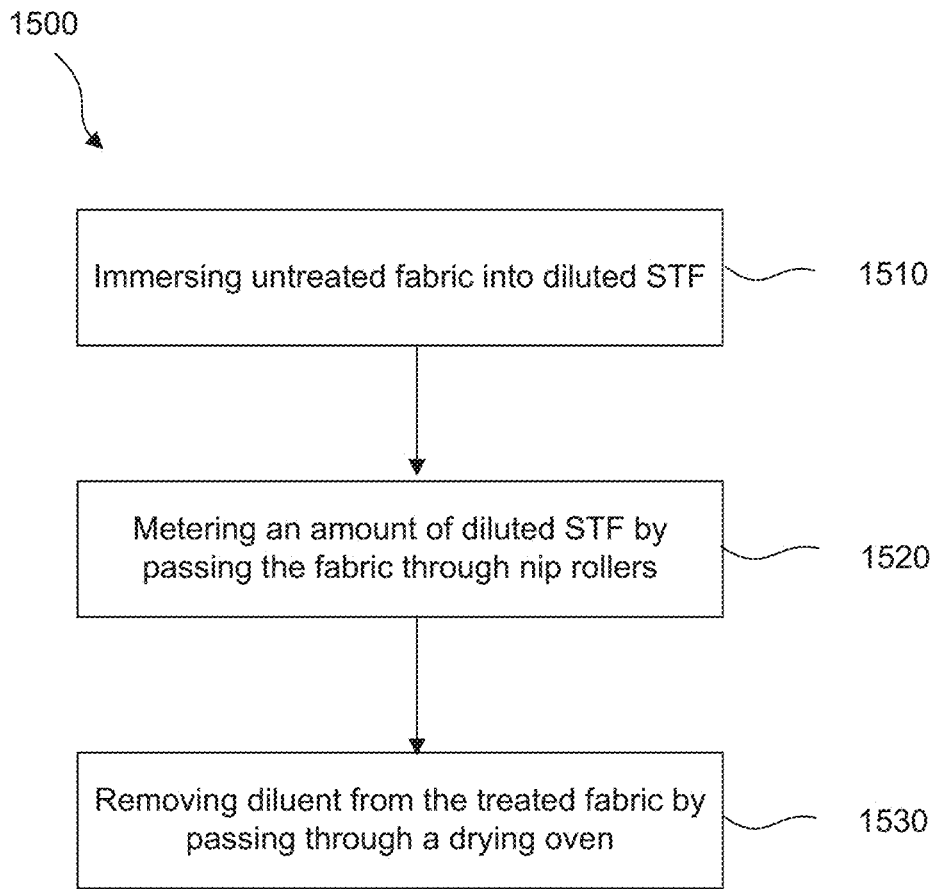 1500
Immersing untreated fabric into diluted STF
1510
Metering an amount of diluted STF by
passing the fabric through nip rollers
1520
Removing diluent from the treated fabric by
passing through a drying oven
1530